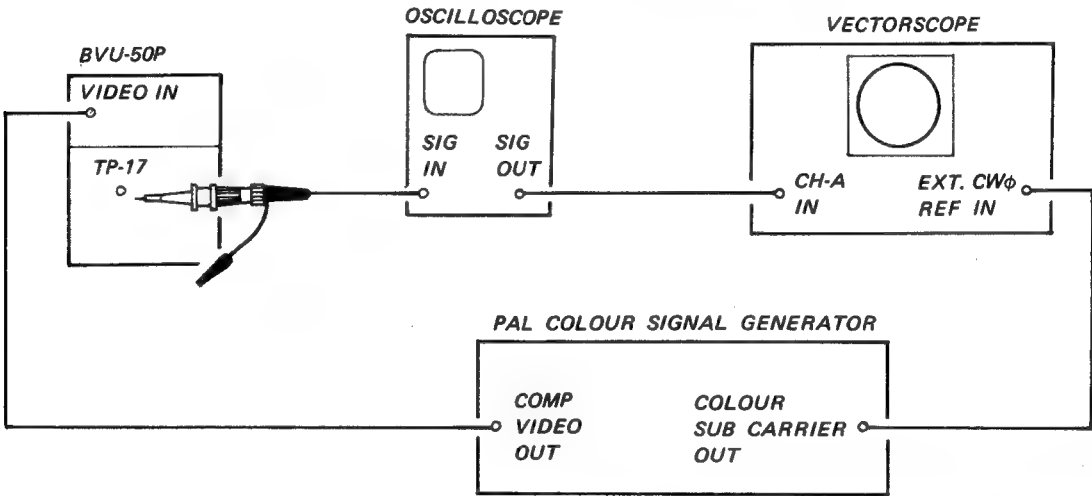 OSCILLOSCOPE
VECTORSCOPE
BVU-50P
VIDEO IN
TP-17
SIG
IN
SIG
OUT
CH-A
IN
EXT. CWφ
REF IN
PAL COLOUR SIGNAL GENERATOR
COMP
VIDEO
OUT
COLOUR
SUB CARRIER
OUT